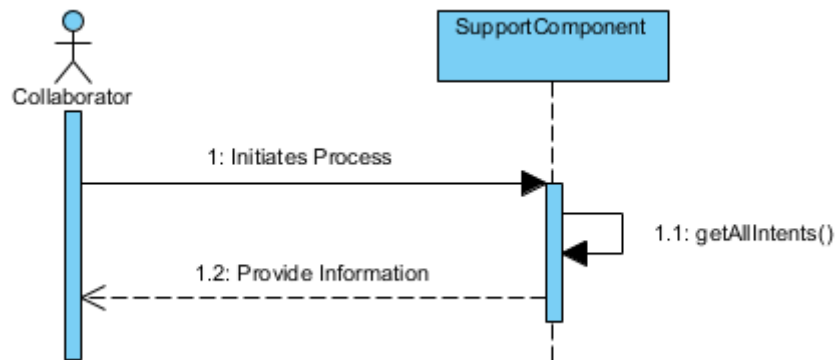 SupportComponent
Collaborator
1: Initiates Process
1.1: getAllIntents()
1.2: Provide Information